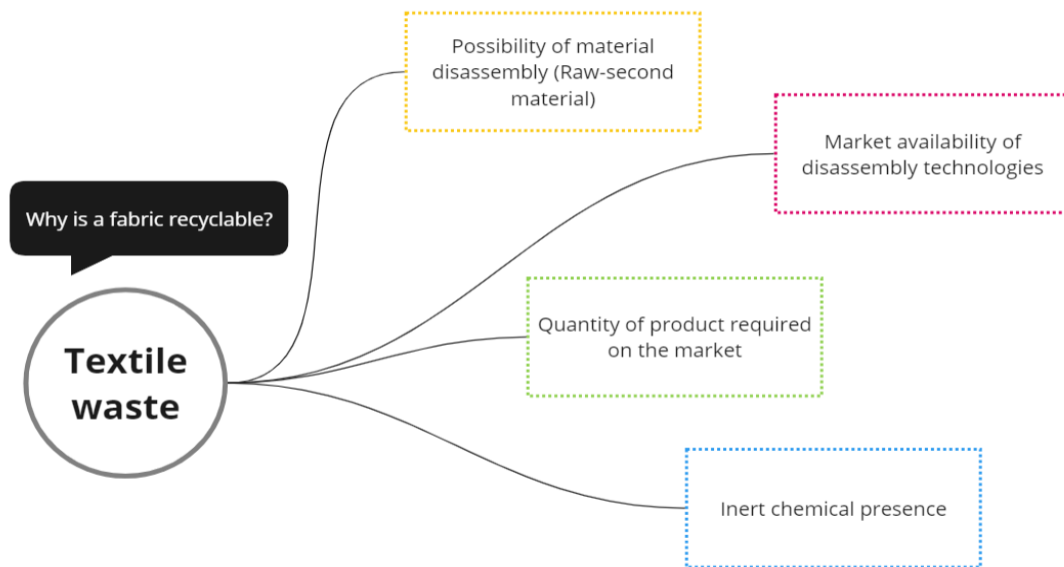 Possibility of material
disassembly (Raw-second
material)
Market availability of
disassembly technologies
Why is a fabric recyclable?
Quantity of product required
on the market
Textile
waste
Inert chemical presence